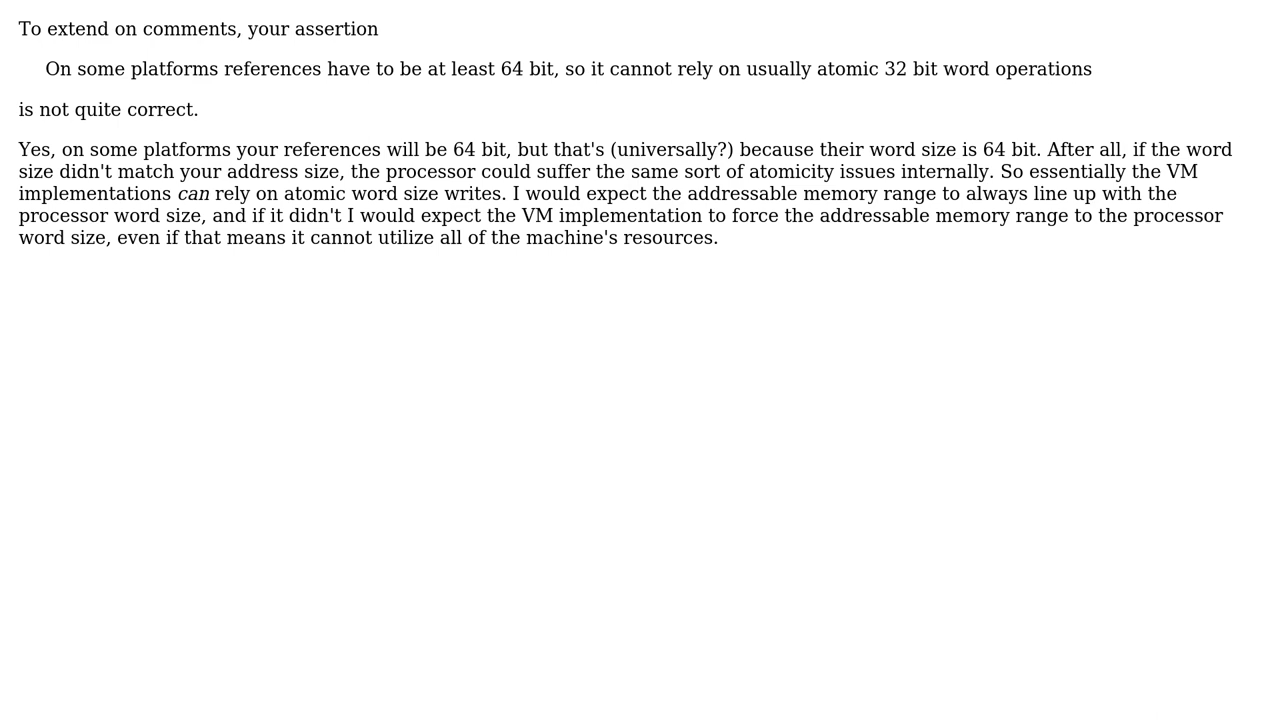 To extend on comments, your assertion
On some platforms references have to be at least 64 bit, so it cannot rely on usually atomic 32 bit word operations
is not quite correct.
Yes, on some platforms your references will be 64 bit, but that's (universally?) because their word size is 64 bit. After all, if the word
size didn't match your address size, the processor could suffer the same sort of atomicity issues internally. So essentially the VM
implementations can rely on atomic word size writes. I would expect the addressable memory range to always line up with the
processor word size, and if it didn't I would expect the VM implementation to force the addressable memory range to the processor
word size, even if that means it cannot utilize all of the machine's resources.